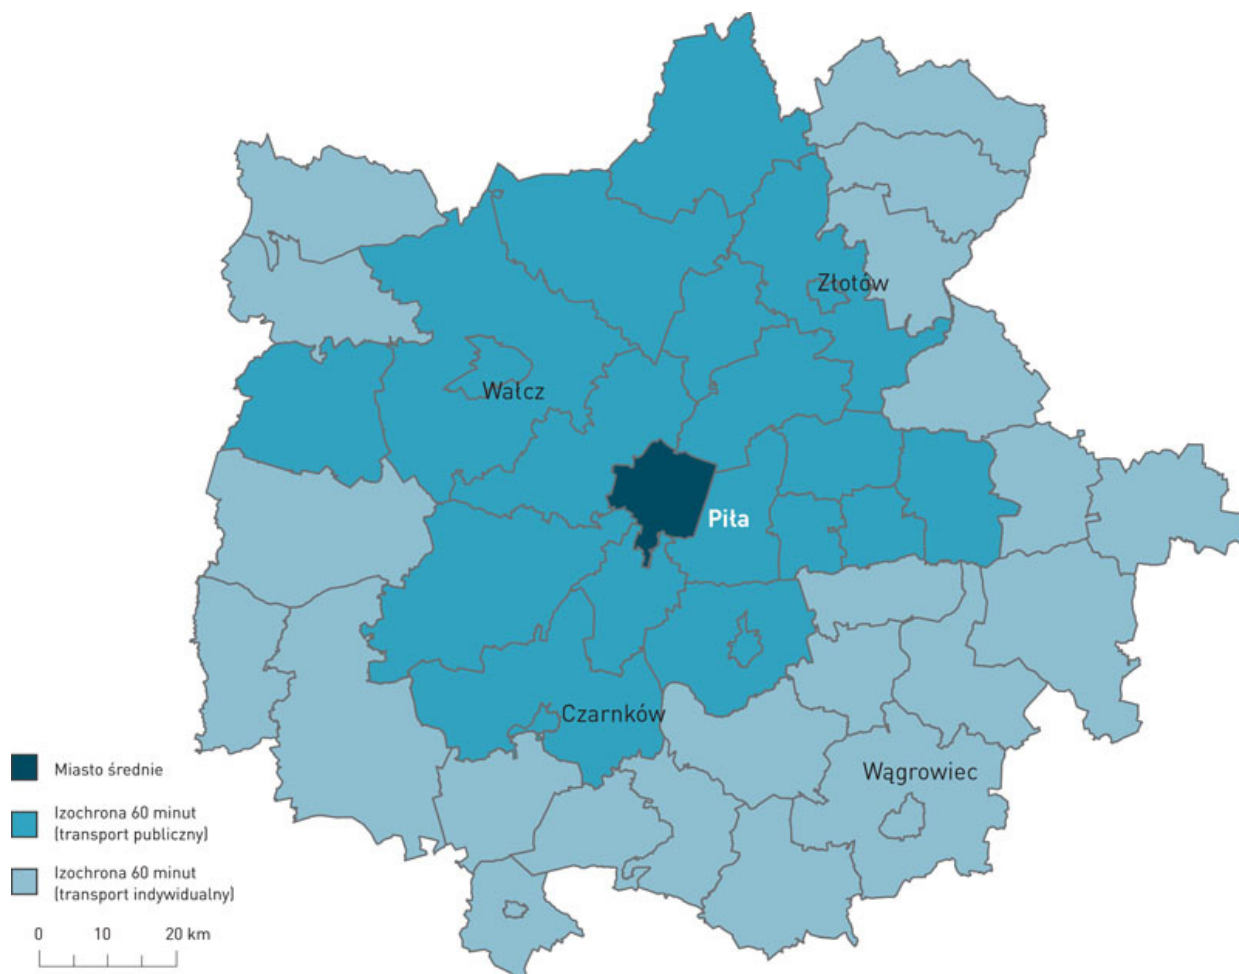 Złotów
Wałcz
Piła
Czarnków
Wągrowiec
Miasto średnie
Izochrona 60 minut
(transport publiczny)
Izochrona 60 minut
(transport indywidualny)
0 10 20 km